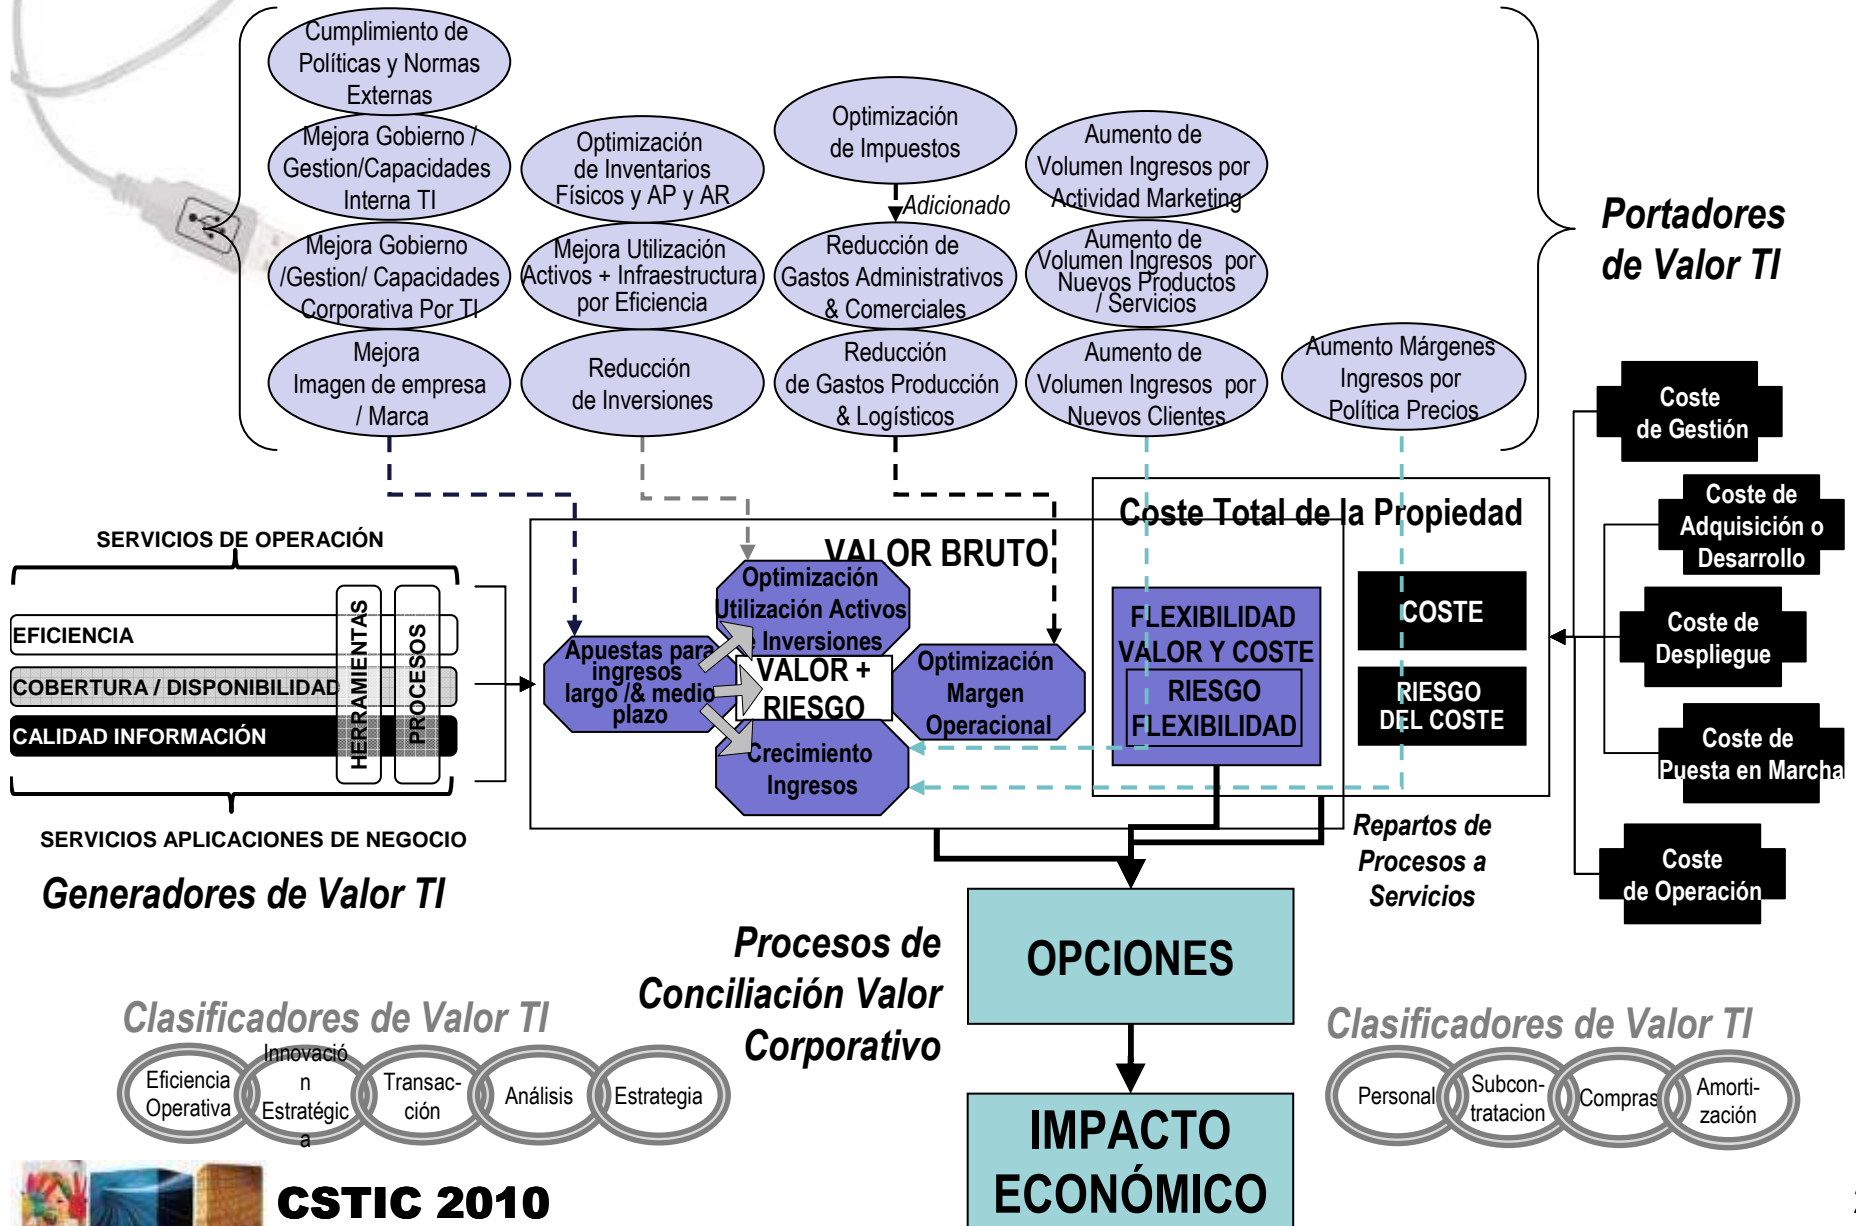 Cumplimiento de
Políticas y Normas
Externas
Mejora Gobierno /
Gestion/Capacidades
Interna TI
Mejora Gobierno
/Gestion/ Capacidades
Corporativa Por TI
Mejora
Imagen de empresa
/ Marca
Optimización
de Inventarios
Físicos y AP y AR
Mejora Utilización
Activos + Infraestructura
por Eficiencia
Reducción
de Inversiones
Optimización
de Impuestos
Adicionado
Reducción de
Gastos Administrativos
& Comerciales
Reducción
de Gastos Producción
& Logísticos
Aumento de
Volumen Ingresos por
Actividad Marketing
Aumento de
Volumen Ingresos por
Nuevos Productos
/ Servicios
Aumento de
Volumen Ingresos por
Nuevos Clientes
Aumento Márgenes
Ingresos por
Política Precios
Portadores
de Valor TI
Coste
de Gestión
Coste de
Adquisición o
Desarrollo
Coste de
Despliegue
Coste de
Puesta en Marcha
Coste
de Operación
SERVICIOS DE OPERACIÓN
EFICIENCIA
COBERTURA / DISPONIBILIDAD
CALIDAD INFORMACIÓN
HERRAMIENTAS
PROCESOS
SERVICIOS APLICACIONES DE NEGOCIO
Generadores de Valor TI
Coste Total de la Propiedad
VALOR BRUTO
Optimización
Utilización Activos
e Inversiones
Apuestas para
ingresos
largo /& medio
plazo
VALOR +
RIESGO
Optimización
Margen
Operacional
Crecimiento
Ingresos
FLEXIBILIDAD
VALOR Y COSTE
RIESGO
FLEXIBILIDAD
COSTE
RIESGO
DEL COSTE
Repartos de
Procesos a
Servicios
Procesos de
Conciliación Valor
Corporativo
OPCIONES
IMPACTO
ECONÓMICO
Clasificadores de Valor TI
Eficiencia
Operativa
Innovació
n
Estratégic
a
Transac-
ción
Análisis
Estrategia
Clasificadores de Valor TI
Personal
Subcon-
tratacion
Compras
Amorti-
zación
CSTIC 2010